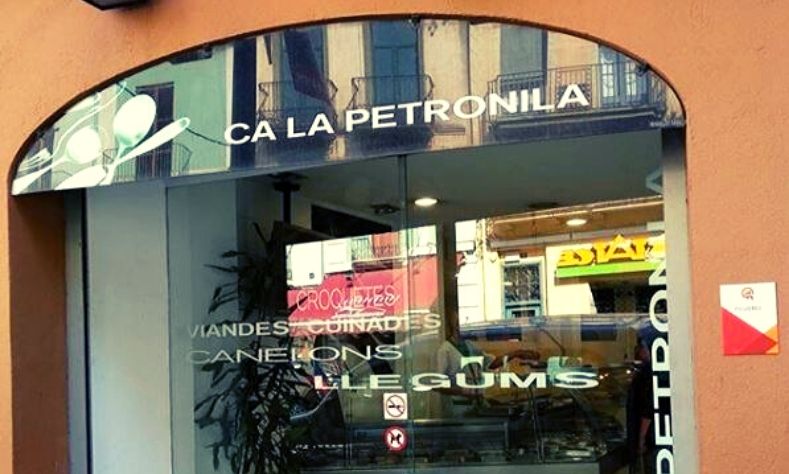 CA LA PETRONILA
CROQUETES
VIANDES CUINADES
CANELONS
LLEGUMS
PETRONILA